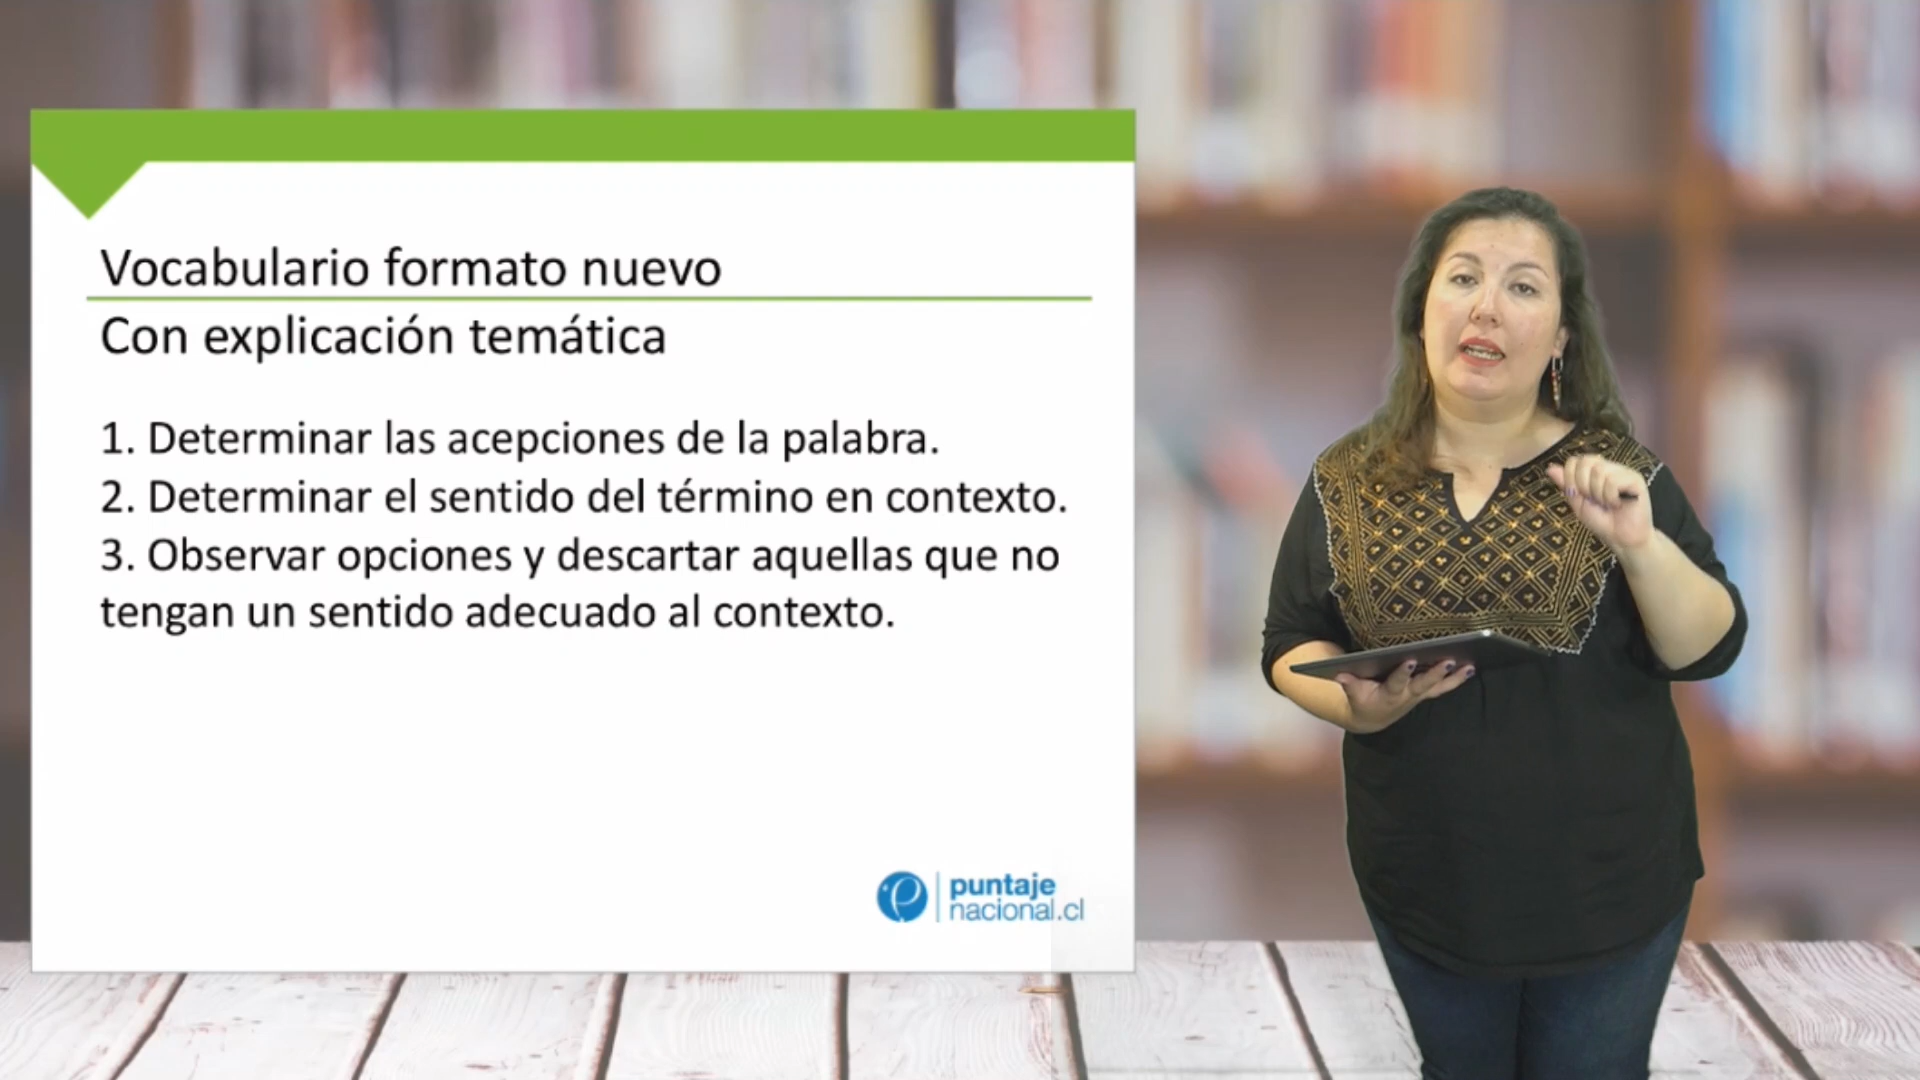 Vocabulario formato nuevo
Con explicación temática
1. Determinar las acepciones de la palabra.
2. Determinar el sentido del término en contexto.
3. Observar opciones y descartar aquellas que no
tengan un sentido adecuado al contexto.
puntaje
nacional.cl